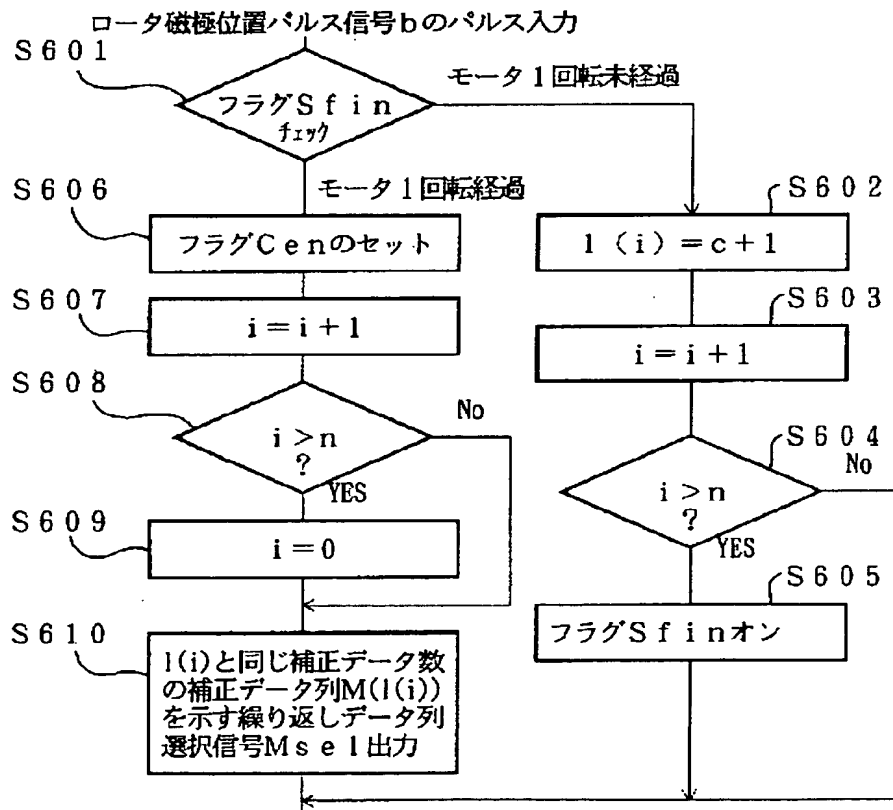 ロータ磁極位置パルス信号bのパルス入力
S601
フラグSfin
チェック
モータ1回転未経過
モータ1回転経過
S606
フラグCenのセット
S607
i=i+1
S608
i>n
?
No
YES
S609
i=0
S610
l(i)と同じ補正データ数
の補正データ列M(l(i))
を示す繰り返しデータ列
選択信号Msel出力
S602
l(i)=c+1
S603
i=i+1
S604
i>n
?
No
YES
S605
フラグSfinオン